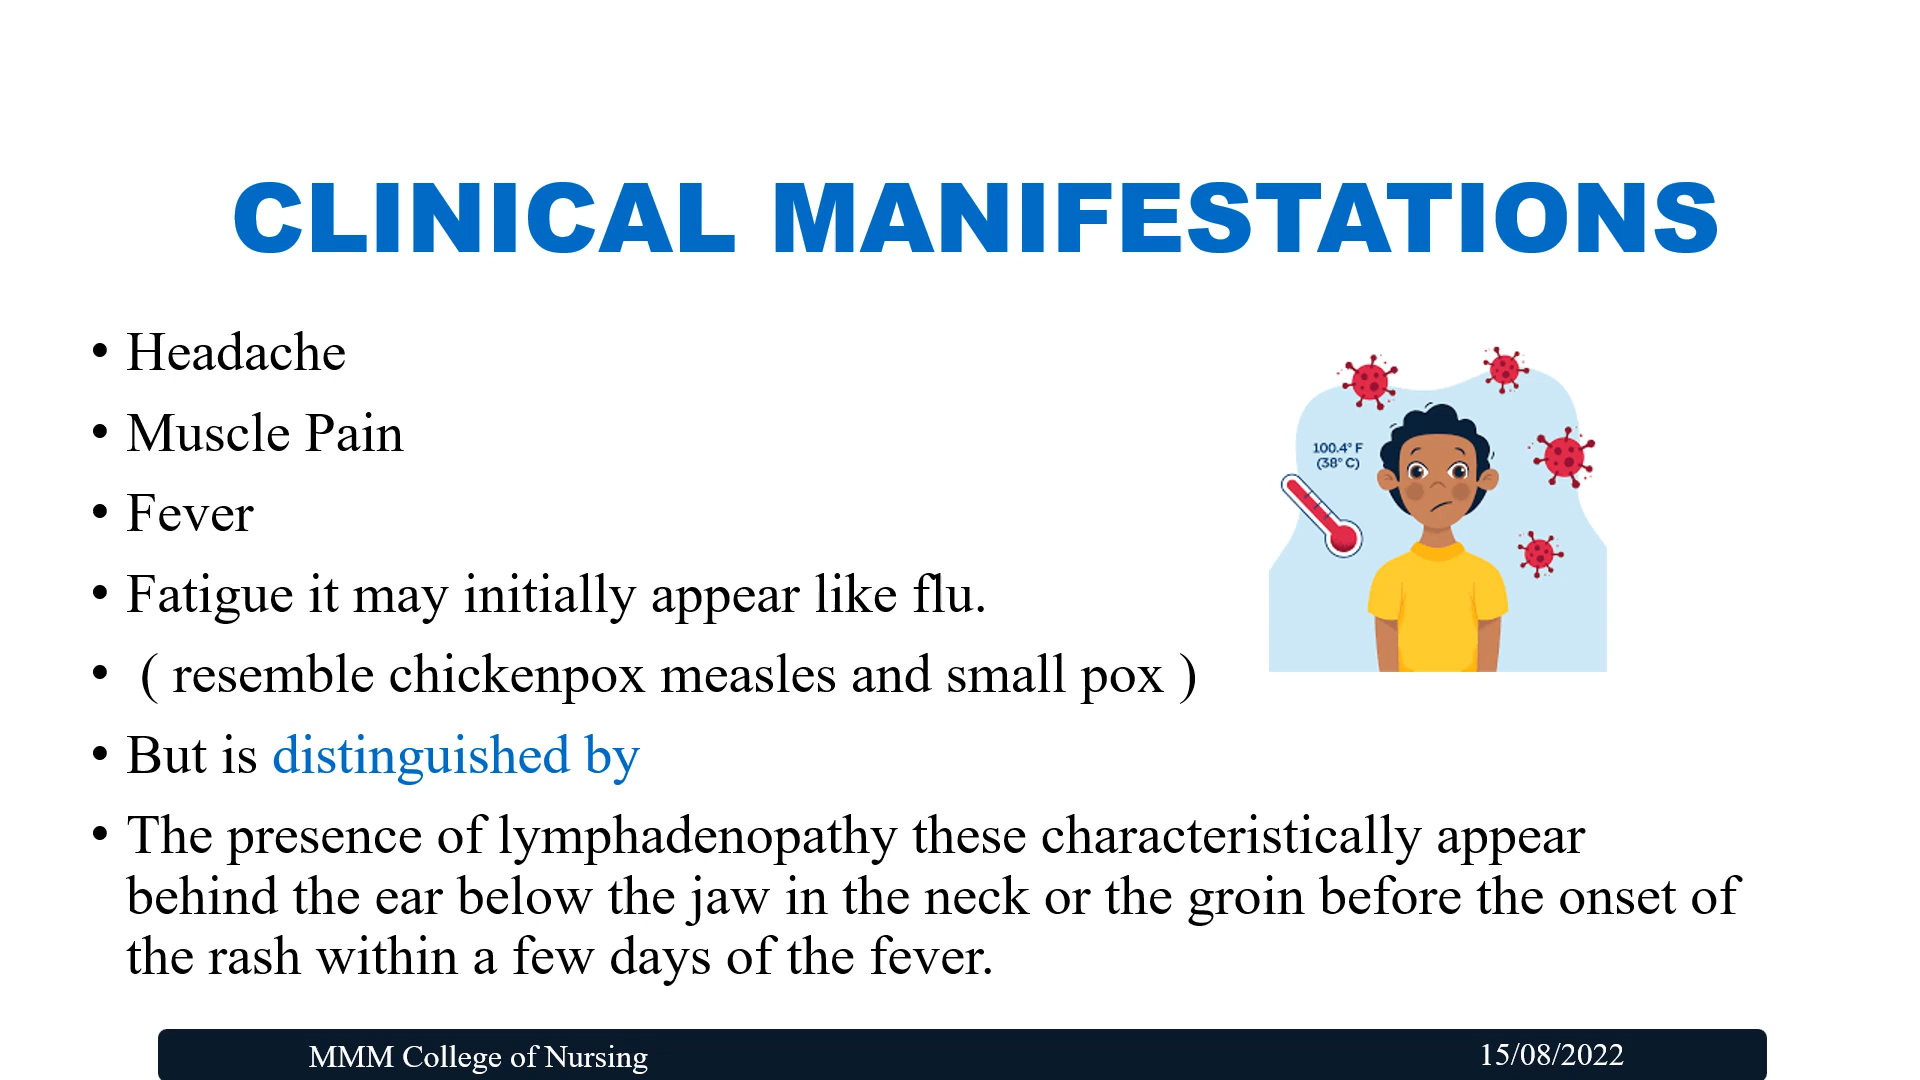 CLINICAL MANIFESTATIONS
• Headache
• Muscle Pain
• Fever
• Fatigue it may initially appear like flu.
• ( resemble chickenpox measles and small pox )
• But is distinguished by
• The presence of lymphadenopathy these characteristically appear
behind the ear below the jaw in the neck or the groin before the onset of
the rash within a few days of the fever.
100.4° F
(38° C)
MMM College of Nursing
15/08/2022